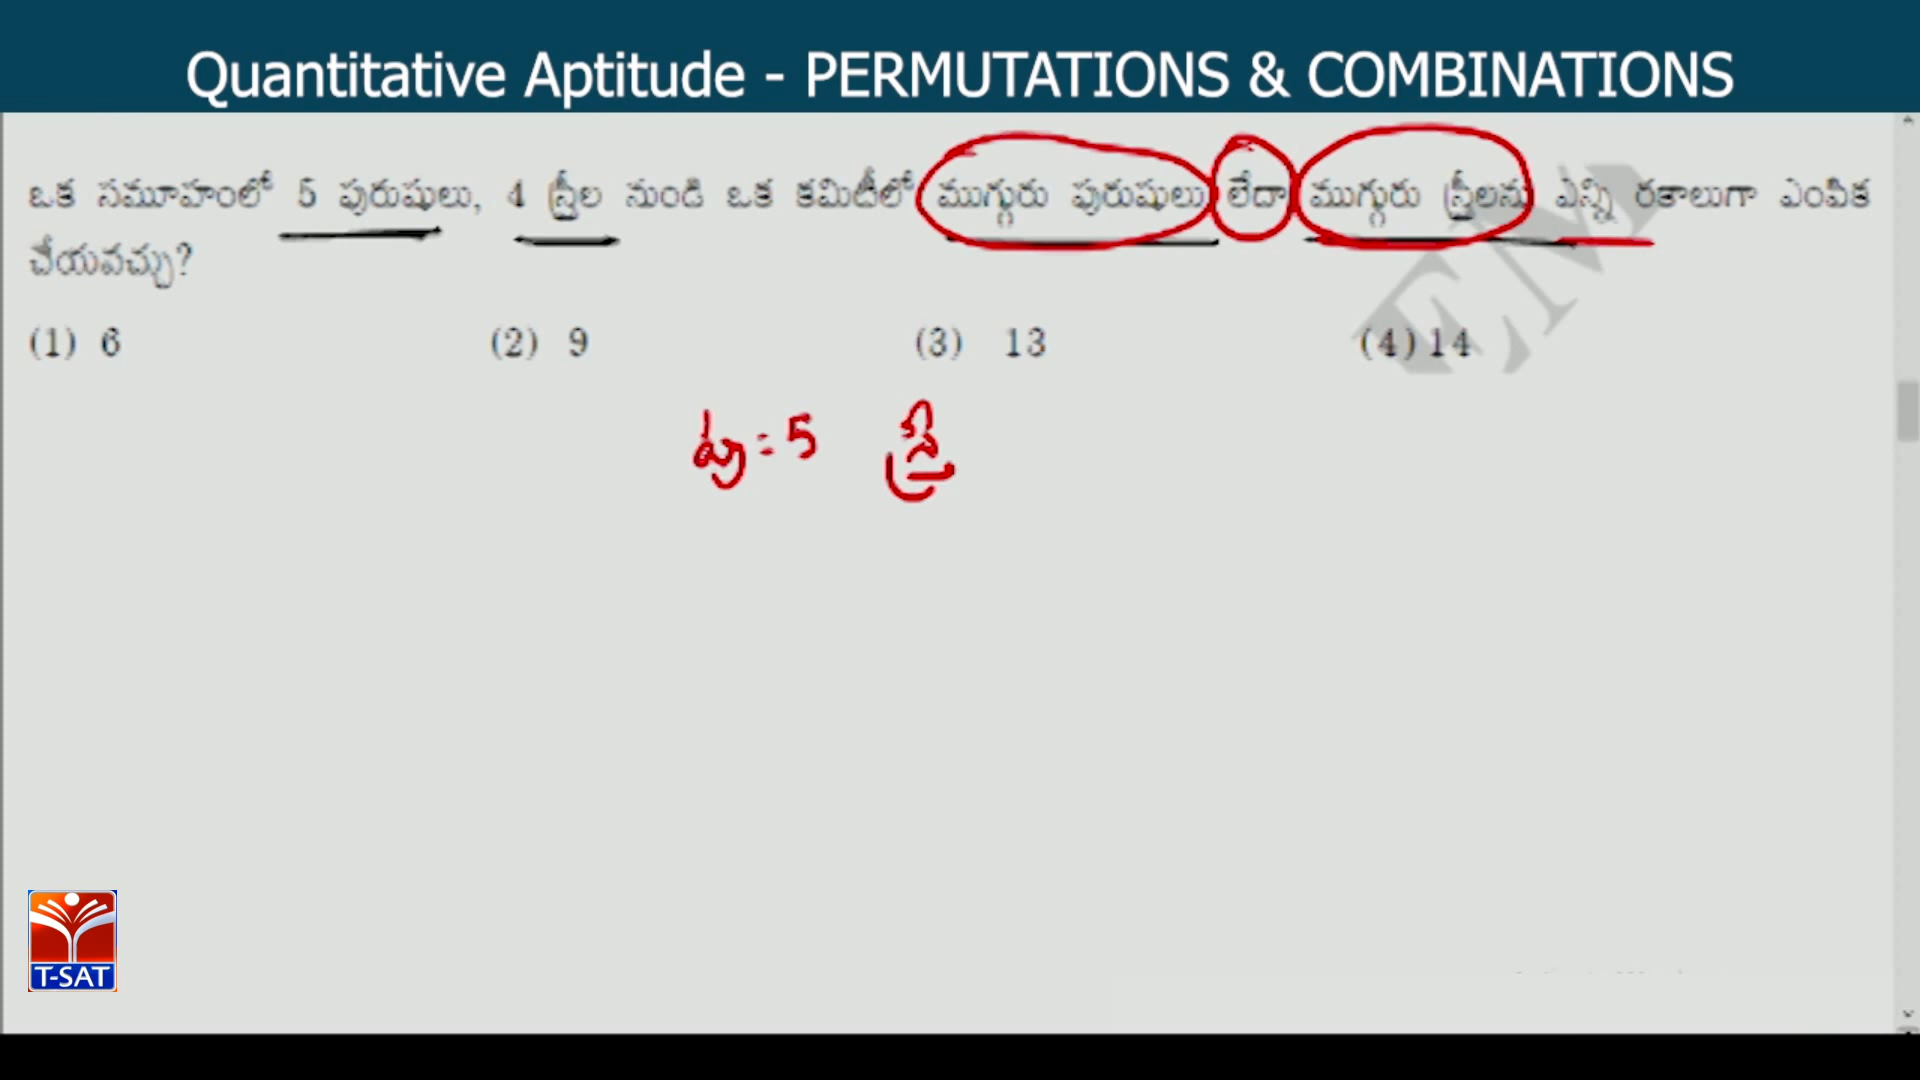 Quantitative Aptitude - PERMUTATIONS & COMBINATIONS
ఒక సమూహంలో 5 పురుషులు, 4 స్త్రీల నుండి ఒక కమిటీలో ముగ్గురు పురుషులు లేదా ముగ్గురు స్త్రీలను ఎన్ని రకాలుగా ఎంపిక
చేయవచ్చు?
(1) 6 (2) 9 (3) 13 (4) 14
పు = 5 స్త్రీ
EM
T-SAT